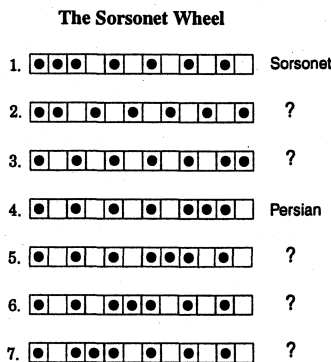 The Sorsonet Wheel
1. Sorsonet
2. ?
3. ?
4. Persian
5. ?
6. ?
7. ?